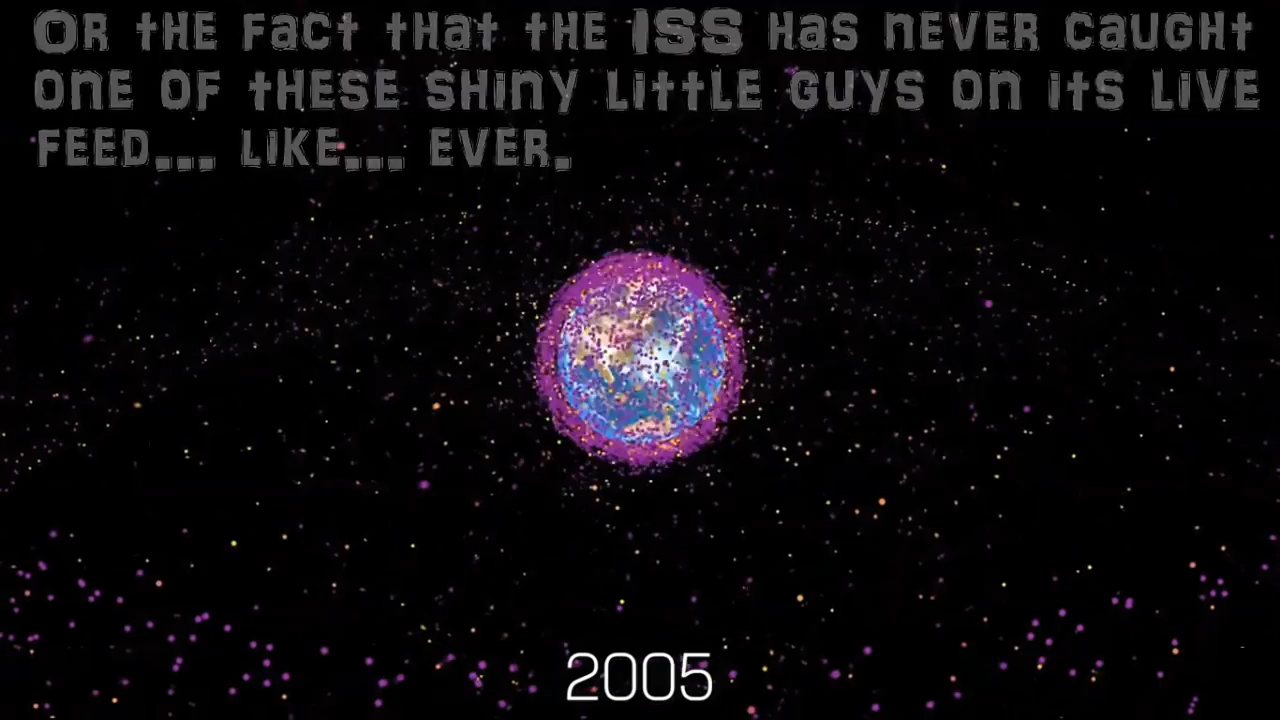 Or the fact that the ISS has never caught
one of these shiny little guys on its live
feed... like... ever.
2005